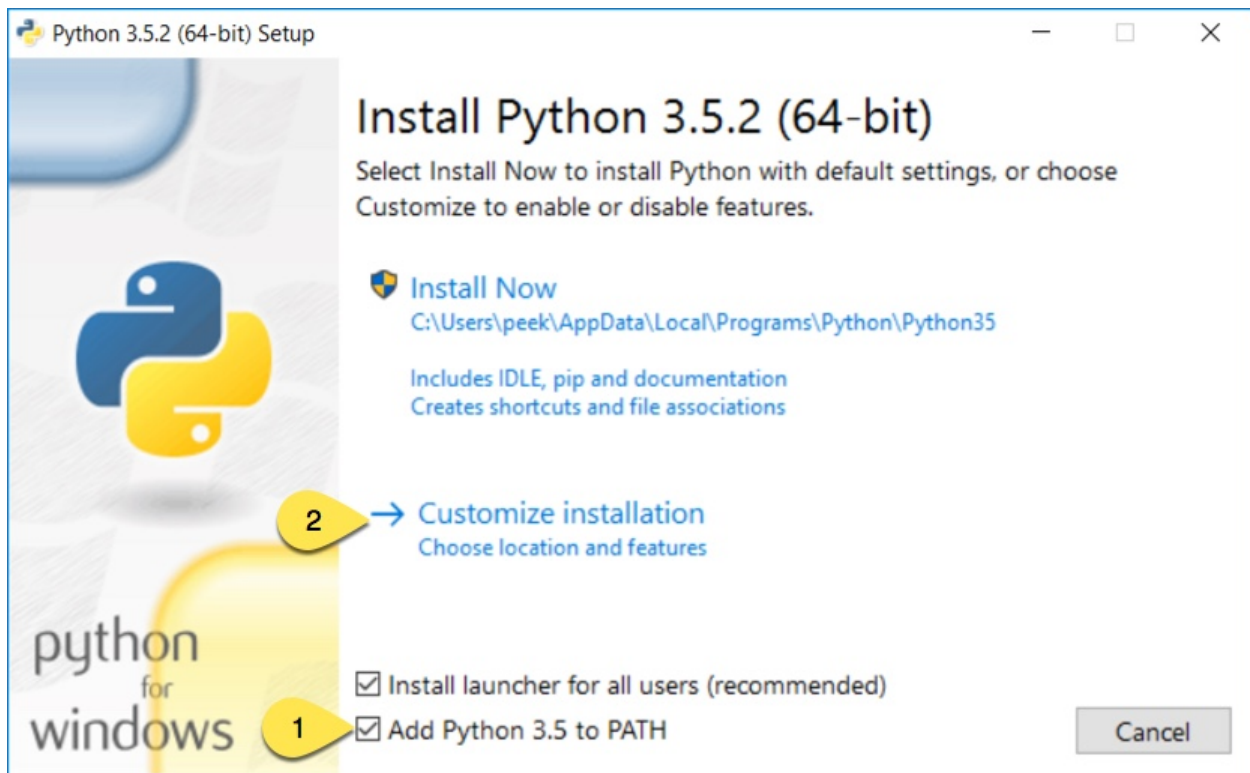 Python 3.5.2 (64-bit) Setup
Install Python 3.5.2 (64-bit)
Select Install Now to install Python with default settings, or choose
Customize to enable or disable features.
Install Now
C:\Users\peek\AppData\Local\Programs\Python\Python35
Includes IDLE, pip and documentation
Creates shortcuts and file associations
2
Customize installation
Choose location and features
python
for
windows
Install launcher for all users (recommended)
1
Add Python 3.5 to PATH
Cancel